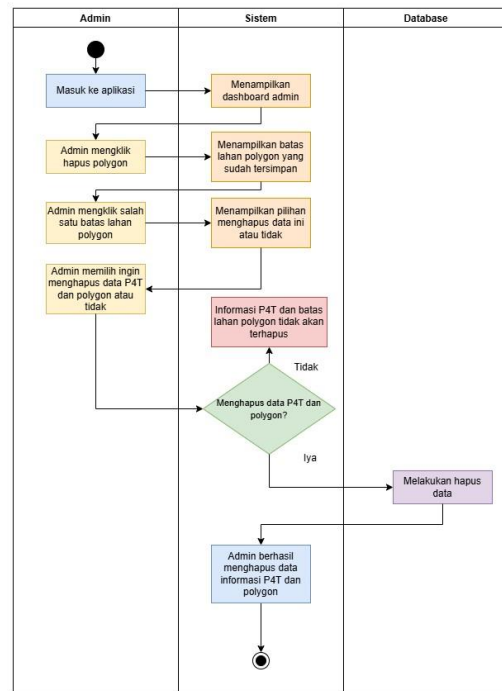 Admin
Sistem
Database
Masuk ke aplikasi
Menampilkan
dashboard admin
Admin mengklik
hapus polygon
Menampilkan batas
lahan polygon yang
sudah tersimpan
Admin mengklik salah
satu batas lahan
polygon
Menampilkan pilihan
menghapus data ini
atau tidak
Admin memilih ingin
menghapus data P4T
dan polygon atau
tidak
Informasi P4T dan batas
lahan polygon tidak akan
terhapus
Tidak
Menghapus data P4T dan
polygon?
Iya
Melakukan hapus
data
Admin berhasil
menghapus data
informasi P4T dan
polygon